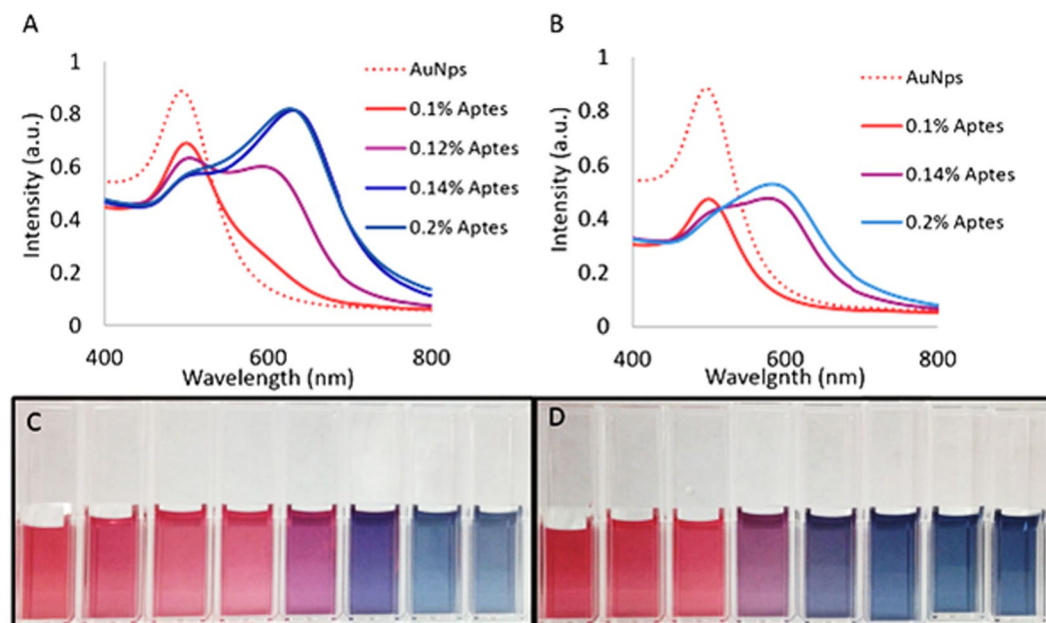 A
1
0.8
0.6
0.4
0.2
0
Intensity (a.u.)
400
600
800
Wavelength (nm)
AuNps
0.1% Aptes
0.12% Aptes
0.14% Aptes
0.2% Aptes
B
1
0.8
0.6
0.4
0.2
0
Intensity (a.u.)
400
600
800
Wavelgnth (nm)
AuNps
0.1% Aptes
0.14% Aptes
0.2% Aptes
C
D